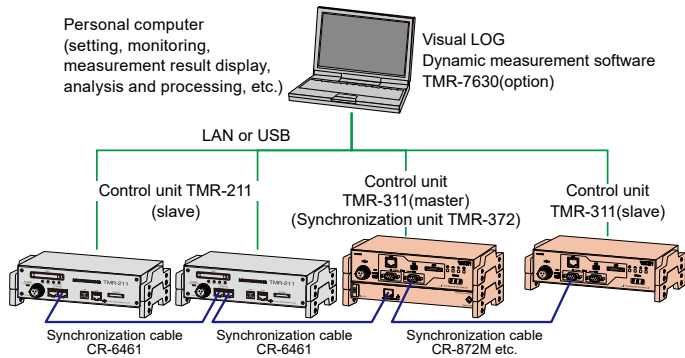 Personal computer
(setting, monitoring,
measurement result display,
analysis and processing, etc.)
Visual LOG
Dynamic measurement software
TMR-7630(option)
LAN or USB
Control unit TMR-211
(slave)
Control unit
TMR-311(master)
(Synchronization unit TMR-372)
Control unit
TMR-311(slave)
TMR-211
TMR-211
Synchronization cable
CR-6461
Synchronization cable
CR-6461
Synchronization cable
CR-872M etc.